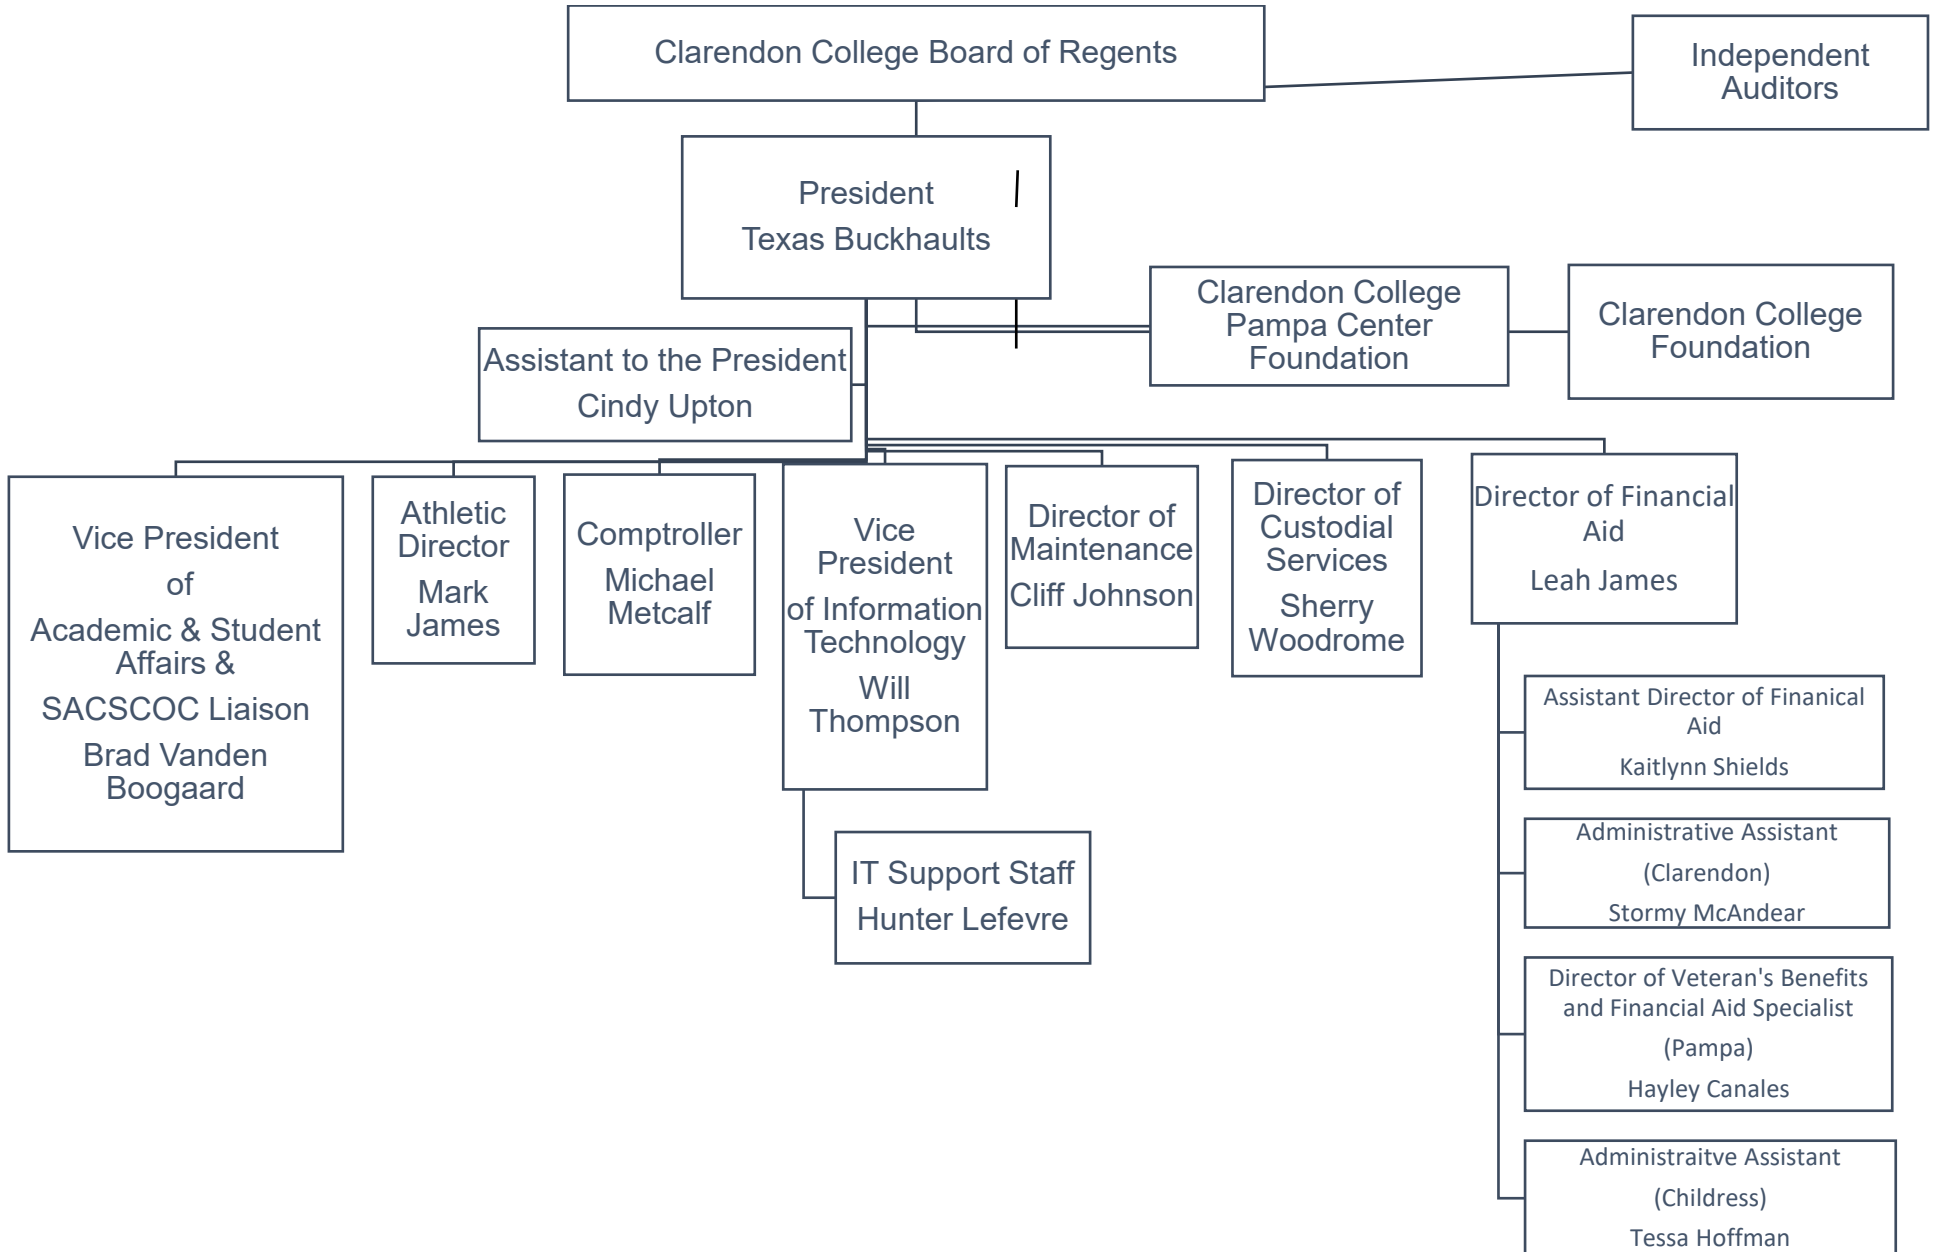 Clarendon College Board of Regents
Independent
Auditors
President
Texas Buckhaults
Clarendon College
Pampa Center
Foundation
Clarendon College
Foundation
Assistant to the President
Cindy Upton
Vice President
of
Academic & Student
Affairs &
SACSCOC Liaison
Brad Vanden
Boogaard
Athletic
Director
Mark
James
Comptroller
Michael
Metcalf
Vice
President
of Information
Technology
Will
Thompson
Director of
Maintenance
Cliff Johnson
Director of
Custodial
Services
Sherry
Woodrome
Director of Financial
Aid
Leah James
IT Support Staff
Hunter Lefevre
Assistant Director of Finanical
Aid
Kaitlynn Shields
Administrative Assistant
(Clarendon)
Stormy McAndear
Director of Veteran's Benefits
and Financial Aid Specialist
(Pampa)
Hayley Canales
Administraitve Assistant
(Childress)
Tessa Hoffman